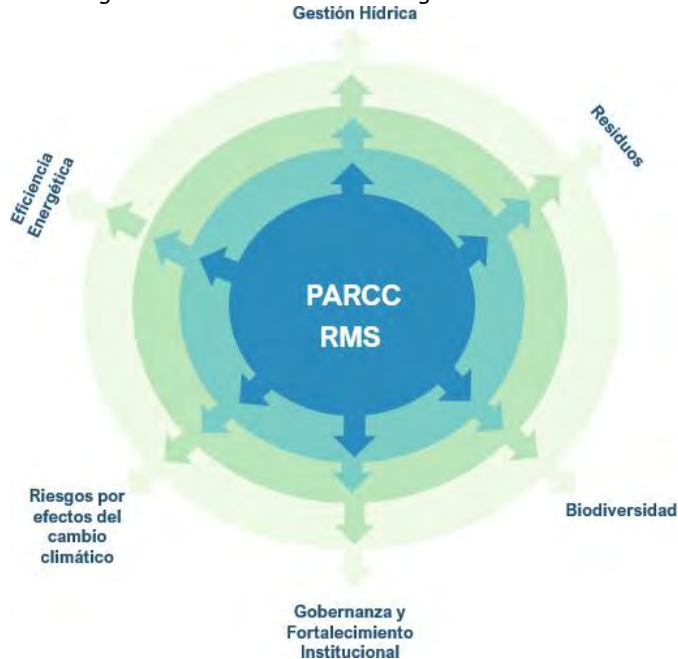 Gestión Hídrica
Residuos
Eficiencia
Energética
PARCC
RMS
Riesgos por
efectos del
cambio
climático
Biodiversidad
Gobernanza y
Fortalecimiento
Institucional